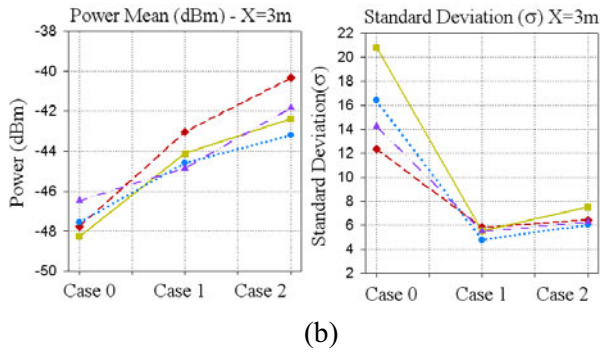 Power Mean (dBm) - X=3m
Power (dBm)
-38
-40
-42
-44
-46
-48
-50
Case 0 Case 1 Case 2
Standard Deviation (σ) X=3m
Standard Deviation(σ)
22
20
18
16
14
12
10
8
6
4
2
Case 0 Case 1 Case 2
(b)